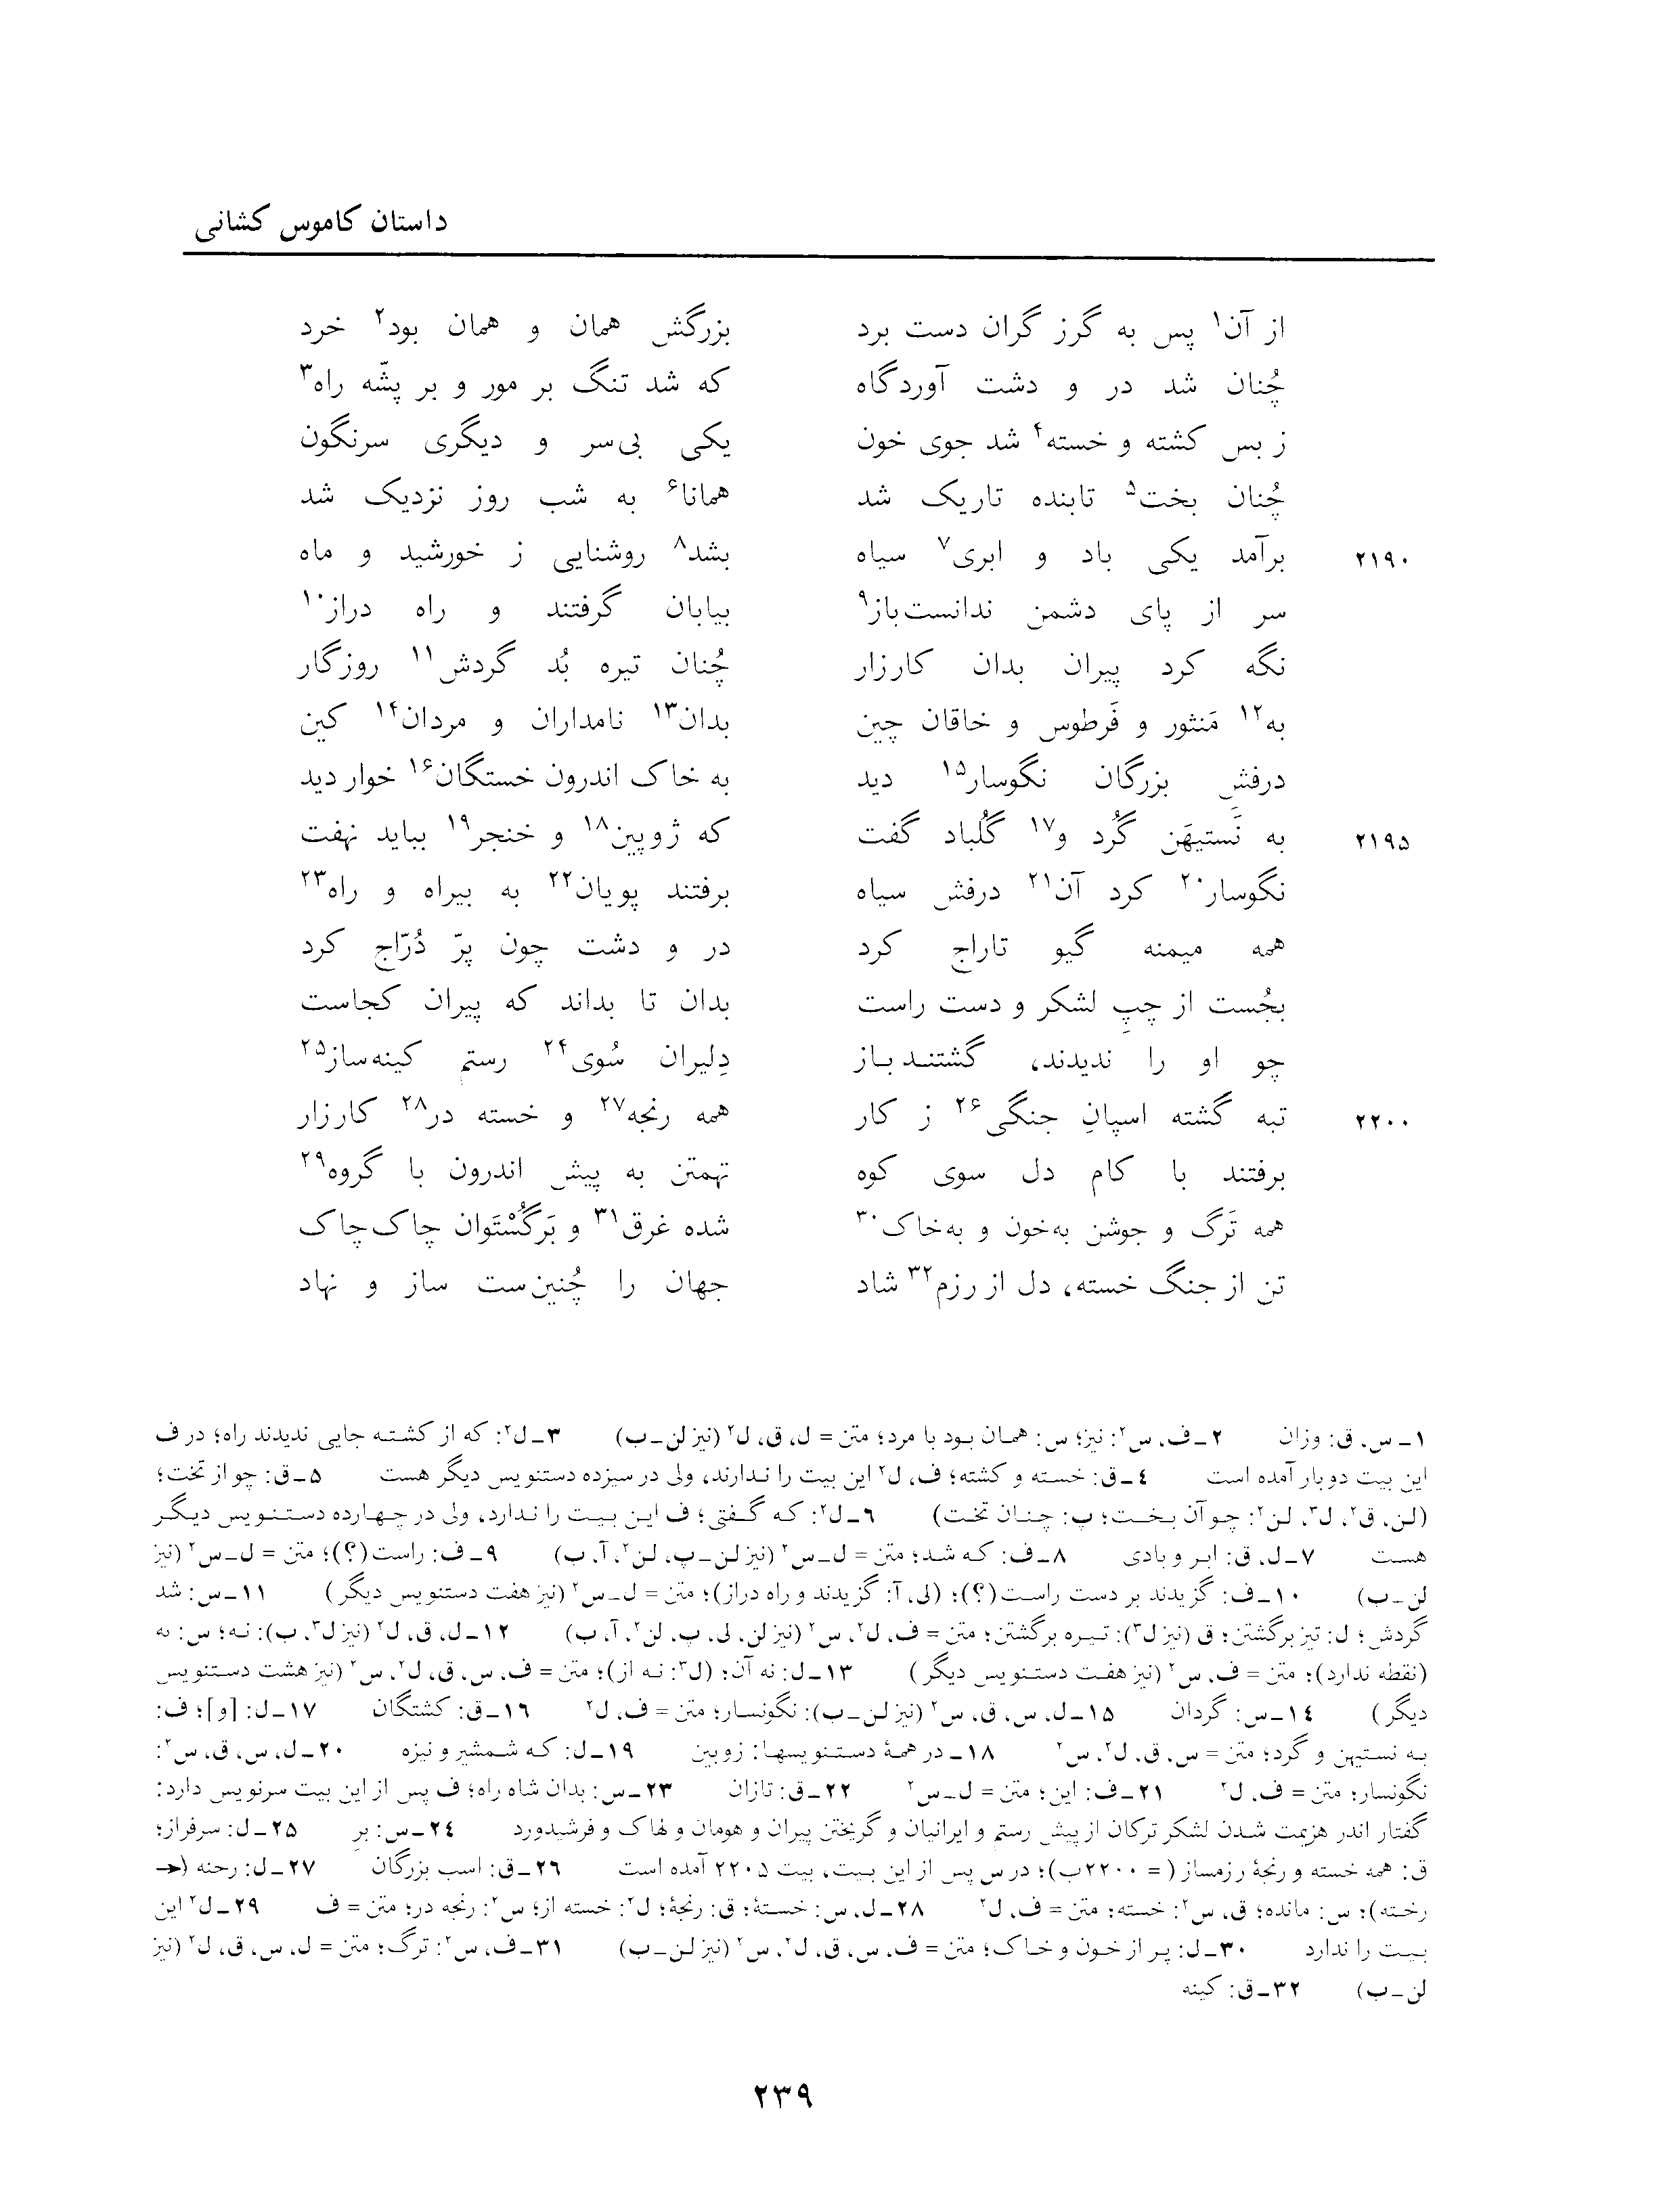 داستان کاموس کشانی
از آن۱ پس به گرز گران دست برد بزرگش همان و همان بود۲ خرد
چُنان شد در و دشت آوردگاه که شد تنگ بر مور و بر پشّه راه۳
ز بس کشته و خسته۴ شد جوی خون یکی بی‌سر و دیگری سرنگون
چُنان بخت۵ تابنده تاریک شد همانا۶ به شب روز نزدیک شد
۲۱۹۰ برآمد یکی باد و ابری۷ سیاه بشد۸ روشنایی ز خورشید و ماه
سر از پای دشمن ندانست‌باز۹ بیابان گرفتند و راه دراز۱۰
نگه کرد پیران بدان کارزار چُنان تیره بُد گردش۱۱ روزگار
به۱۲ مَنثور و فَرطوس و خاقان چین بدان۱۳ نامداران و مردان۱۴ کین
درفشِ بزرگان نگوسار۱۵ دید به خاک اندرون خستگان۱۶ خوار دید
۲۱۹۵ به نَستیهَن گُرد و۱۷ گُلباد گفت که ژوپین۱۸ و خنجر۱۹ بباید نهفت
نگوسار۲۰ کرد آن۲۱ درفش سیاه برفتند پویان۲۲ به بیراه و راه۲۳
همه میمنه گیو تاراج کرد در و دشت چون پرّ دُرّاج کرد
بجُست از چپِ لشکر و دست راست بدان تا بداند که پیران کجاست
چو او را ندیدند، گشتند باز دِلیران سُوی۲۴ رستمِ کینه‌ساز۲۵
۲۲۰۰ تبه گشته اسپانِ جنگی۲۶ ز کار همه رنجه۲۷ و خسته در۲۸ کارزار
برفتند با کام دل سوی کوه تهمتن به پیش اندرون با گروه۲۹
همه تَرگ و جوشن به‌خون و به‌خاک۳۰ شده غرق۳۱ و بَرگُسْتَوان چاک‌چاک
تن از جنگ خسته، دل از رزم۳۲ شاد جهان را چُنین‌ست ساز و نهاد
۱ـ س، ق: وزان ۲ـ ف، س۲: نیز؛ س: همان بود با مرد؛ متن = ل، ق، ل۲ (نیز لن ـ ب) ۳ـ ل۲: که از کشته جایی ندیدند راه؛ در ف
این بیت دوبار آمده است ۴ـ ق: خسته و کشته؛ ف، ل۲ این بیت را ندارند، ولی در سیزده دستنویس دیگر هست ۵ـ ق: چو از تخت؛
(لن، ق۲، ل۳، لن۲: چو آن بخت؛ پ: چنان تخت) ۶ـ ل۲: که گفتی؛ ف این بیت را ندارد، ولی در چهارده دستنویس دیگر
هست ۷ـ ل، ق: ابر و بادی ۸ـ ف: که شد؛ متن = ل ـ س۲ (نیز لن ـ پ، لن۲، آ، ب) ۹ـ ف: راست(؟)؛ متن = ل ـ س۲ (نیز
لن ـ ب) ۱۰ـ ف: گزیدند بر دست راست(؟)؛ (لی، آ: گزیدند و راه دراز)؛ متن = ل ـ س۲ (نیز هفت دستنویس دیگر) ۱۱ـ س: شد
گردش؛ ل: تیز برگشتن؛ ق (نیز ل۳): تیره برگشتن؛ متن = ف، ل۲، س۲ (نیز لن، لی، پ، لن۲، آ، ب) ۱۲ـ ل، ق، ل۲ (نیز ل۳، ب): نه؛ س: ٮه
(نقطه ندارد)؛ متن = ف، س۲ (نیز هفت دستنویس دیگر) ۱۳ـ ل: نه آن؛ (ل۳: نه از)؛ متن = ف، س، ق، ل۲، س۲ (نیز هشت دستنویس
دیگر) ۱۴ـ س: گردان ۱۵ـ ل، س، ق، س۲ (نیز لن ـ ب): نگونسار؛ متن = ف، ل۲ ۱۶ـ ق: کشتگان ۱۷ـ ل: [و]؛ ف:
به نستیهن و گرد؛ متن = س، ق، ل۲، س۲ ۱۸ـ در همهٔ دستنویسها: زوبین ۱۹ـ ل: که شمشیر و نیزه ۲۰ـ ل، س، ق، س۲:
نگونسار؛ متن = ف، ل۲ ۲۱ـ ف: این؛ متن = ل ـ س۲ ۲۲ـ ق: تازان ۲۳ـ س: بدان شاه راه؛ ف پس از این بیت سرنویس دارد:
گفتار اندر هزیمت شدن لشکر ترکان از پیش رستم و ایرانیان و گریختن پیران و هومان و لهاک و فرشیدورد ۲۴ـ س: برِ ۲۵ـ ل: سرفراز؛
ق: همه خسته و رنجهٔ رزمساز (= ۲۲۰۰ب)؛ در س پس از این بیت، بیت ۲۲۰۵ آمده است ۲۶ـ ق: اسب بزرگان ۲۷ـ ل: رحنه (←
رخته)؛ س: مانده؛ ق، س۲: خسته؛ متن = ف، ل۲ ۲۸ـ ل، س: خستهٔ؛ ق: رنجهٔ؛ ل۲: خسته از؛ س۲: رنجه در؛ متن = ف ۲۹ـ ل۲ این
بیت را ندارد ۳۰ـ ل: پر از خون و خاک؛ متن = ف، س، ق، ل۲، س۲ (نیز لن ـ ب) ۳۱ـ ف، س۲: ترگ؛ متن = ل، س، ق، ل۲ (نیز
لن ـ ب) ۳۲ـ ق: کینه
۲۳۹